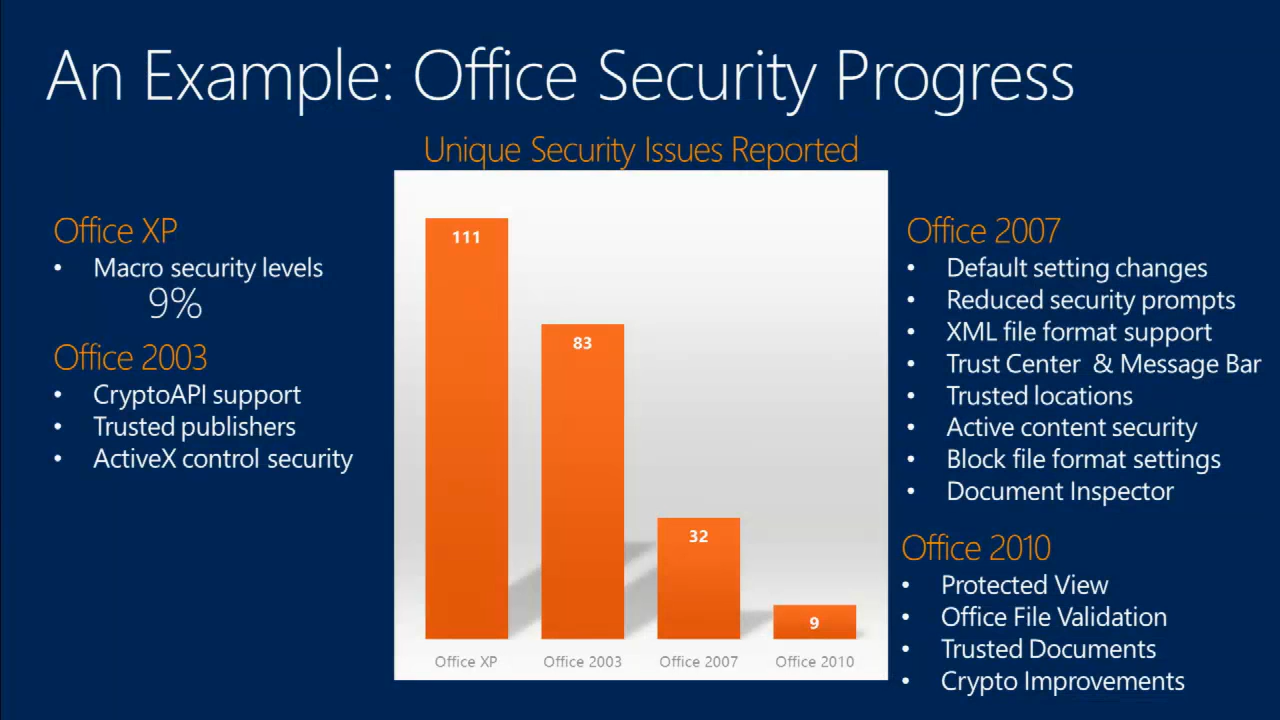 An Example: Office Security Progress
Unique Security Issues Reported
Office XP
• Macro security levels
9%
Office 2003
• CryptoAPI support
• Trusted publishers
• ActiveX control security
111
83
32
9
Office XP
Office 2003
Office 2007
Office 2010
Office 2007
• Default setting changes
• Reduced security prompts
• XML file format support
• Trust Center & Message Bar
• Trusted locations
• Active content security
• Block file format settings
• Document Inspector
Office 2010
• Protected View
• Office File Validation
• Trusted Documents
• Crypto Improvements